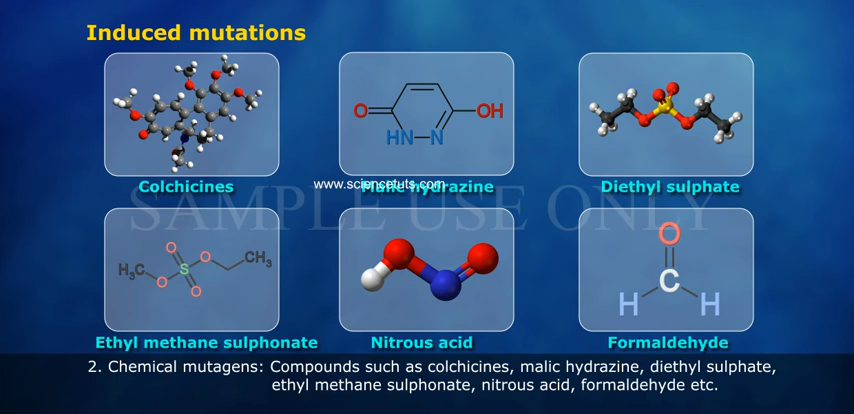 Induced mutations
O
OH
HN
N
Colchicines
www.sciencetuts.com
Malic hydrazine
Diethyl sulphate
SAMPLE USE ONLY
O
H₃C
S
O
CH₃
O
O
O
C
H
H
Ethyl methane sulphonate
Nitrous acid
Formaldehyde
2. Chemical mutagens: Compounds such as colchicines, malic hydrazine, diethyl sulphate,
ethyl methane sulphonate, nitrous acid, formaldehyde etc.